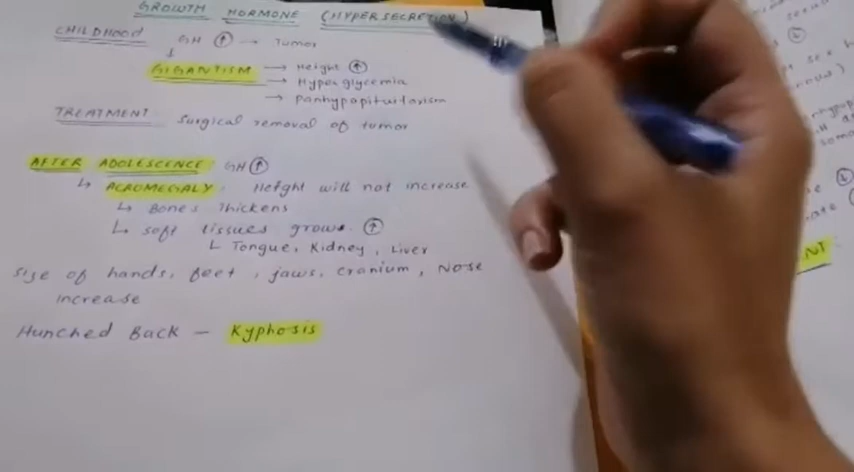 GROWTH HORMONE (HYPERSECRETION)
CHILDHOOD GH ↑ → Tumor
↓
GIGANTISM → Height ↑
→ Hyperglycemia
→ Panhypopituitarism
TREATMENT Surgical removal of tumor
AFTER ADOLESCENCE GH ↑
↳ ACROMEGALY. Height will not increase
↳ Bones Thickens
↳ Soft tissues grows. ↑
└ Tongue, Kidney, Liver
Size of hands, feet, jaws, cranium, Nose
increase
Hunched Back — Kyphosis